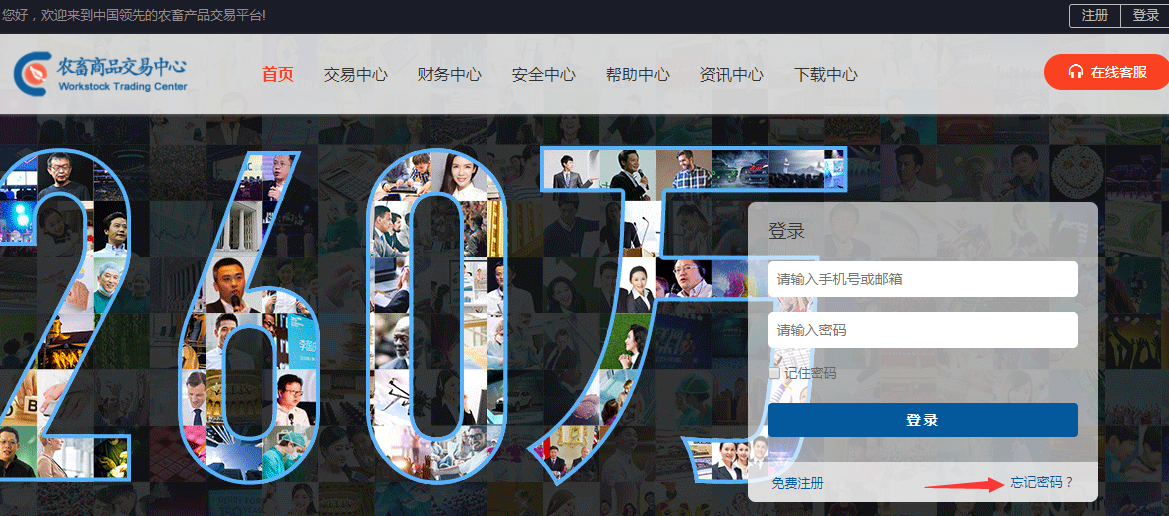 您好，欢迎来到中国领先的农畜产品交易平台!
注册 登录
农畜商品交易中心
Workstock Trading Center
首页 交易中心 财务中心 安全中心 帮助中心 资讯中心 下载中心
在线客服
260万
登录
请输入手机号或邮箱
请输入密码
记住密码
登 录
免费注册 忘记密码？